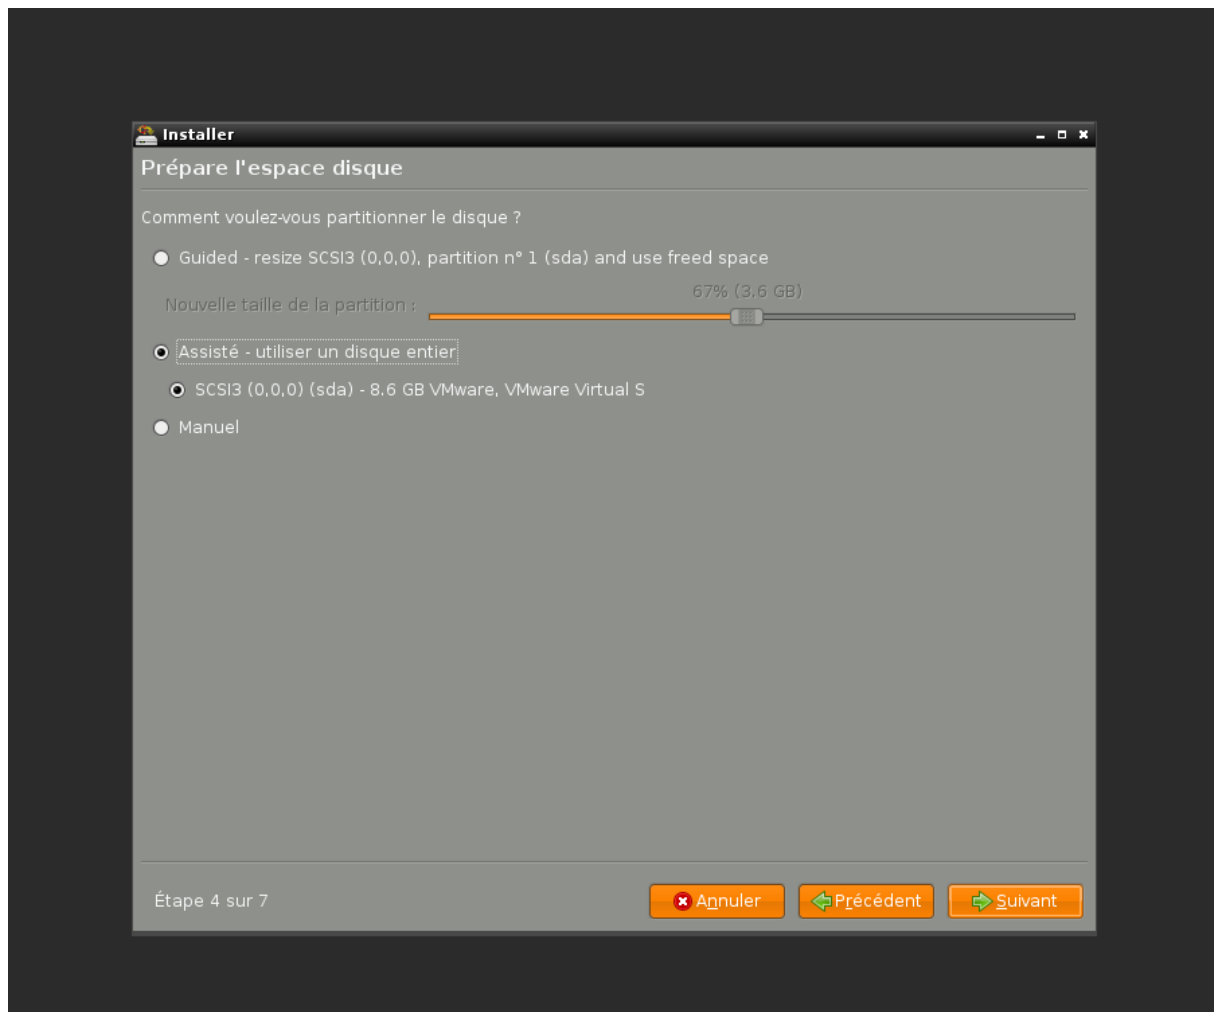 Installer
Prépare l'espace disque
Comment voulez-vous partitionner le disque ?
Guided - resize SCSI3 (0,0,0), partition n° 1 (sda) and use freed space
67% (3.6 GB)
Nouvelle taille de la partition :
Assisté - utiliser un disque entier
SCSI3 (0,0,0) (sda) - 8.6 GB VMware, VMware Virtual S
Manuel
Étape 4 sur 7 Annuler Précédent Suivant